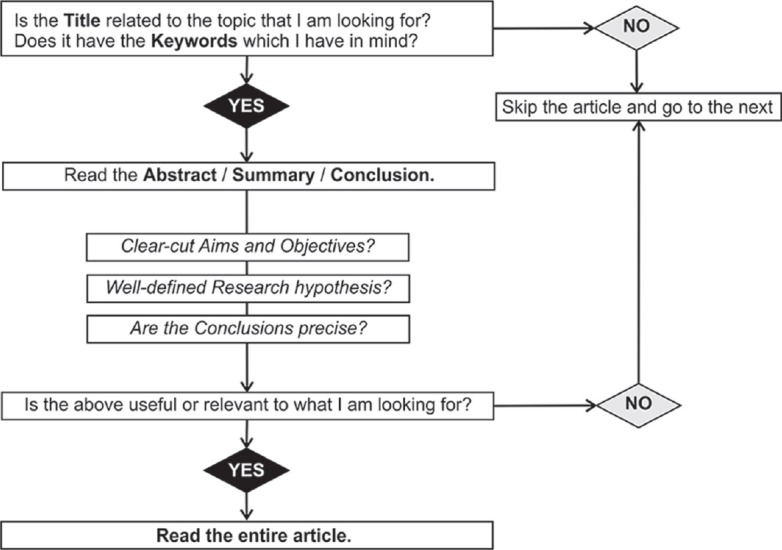 Is the Title related to the topic that I am looking for?
Does it have the Keywords which I have in mind?
NO
YES
Skip the article and go to the next
Read the Abstract / Summary / Conclusion.
Clear-cut Aims and Objectives?
Well-defined Research hypothesis?
Are the Conclusions precise?
Is the above useful or relevant to what I am looking for?
NO
YES
Read the entire article.